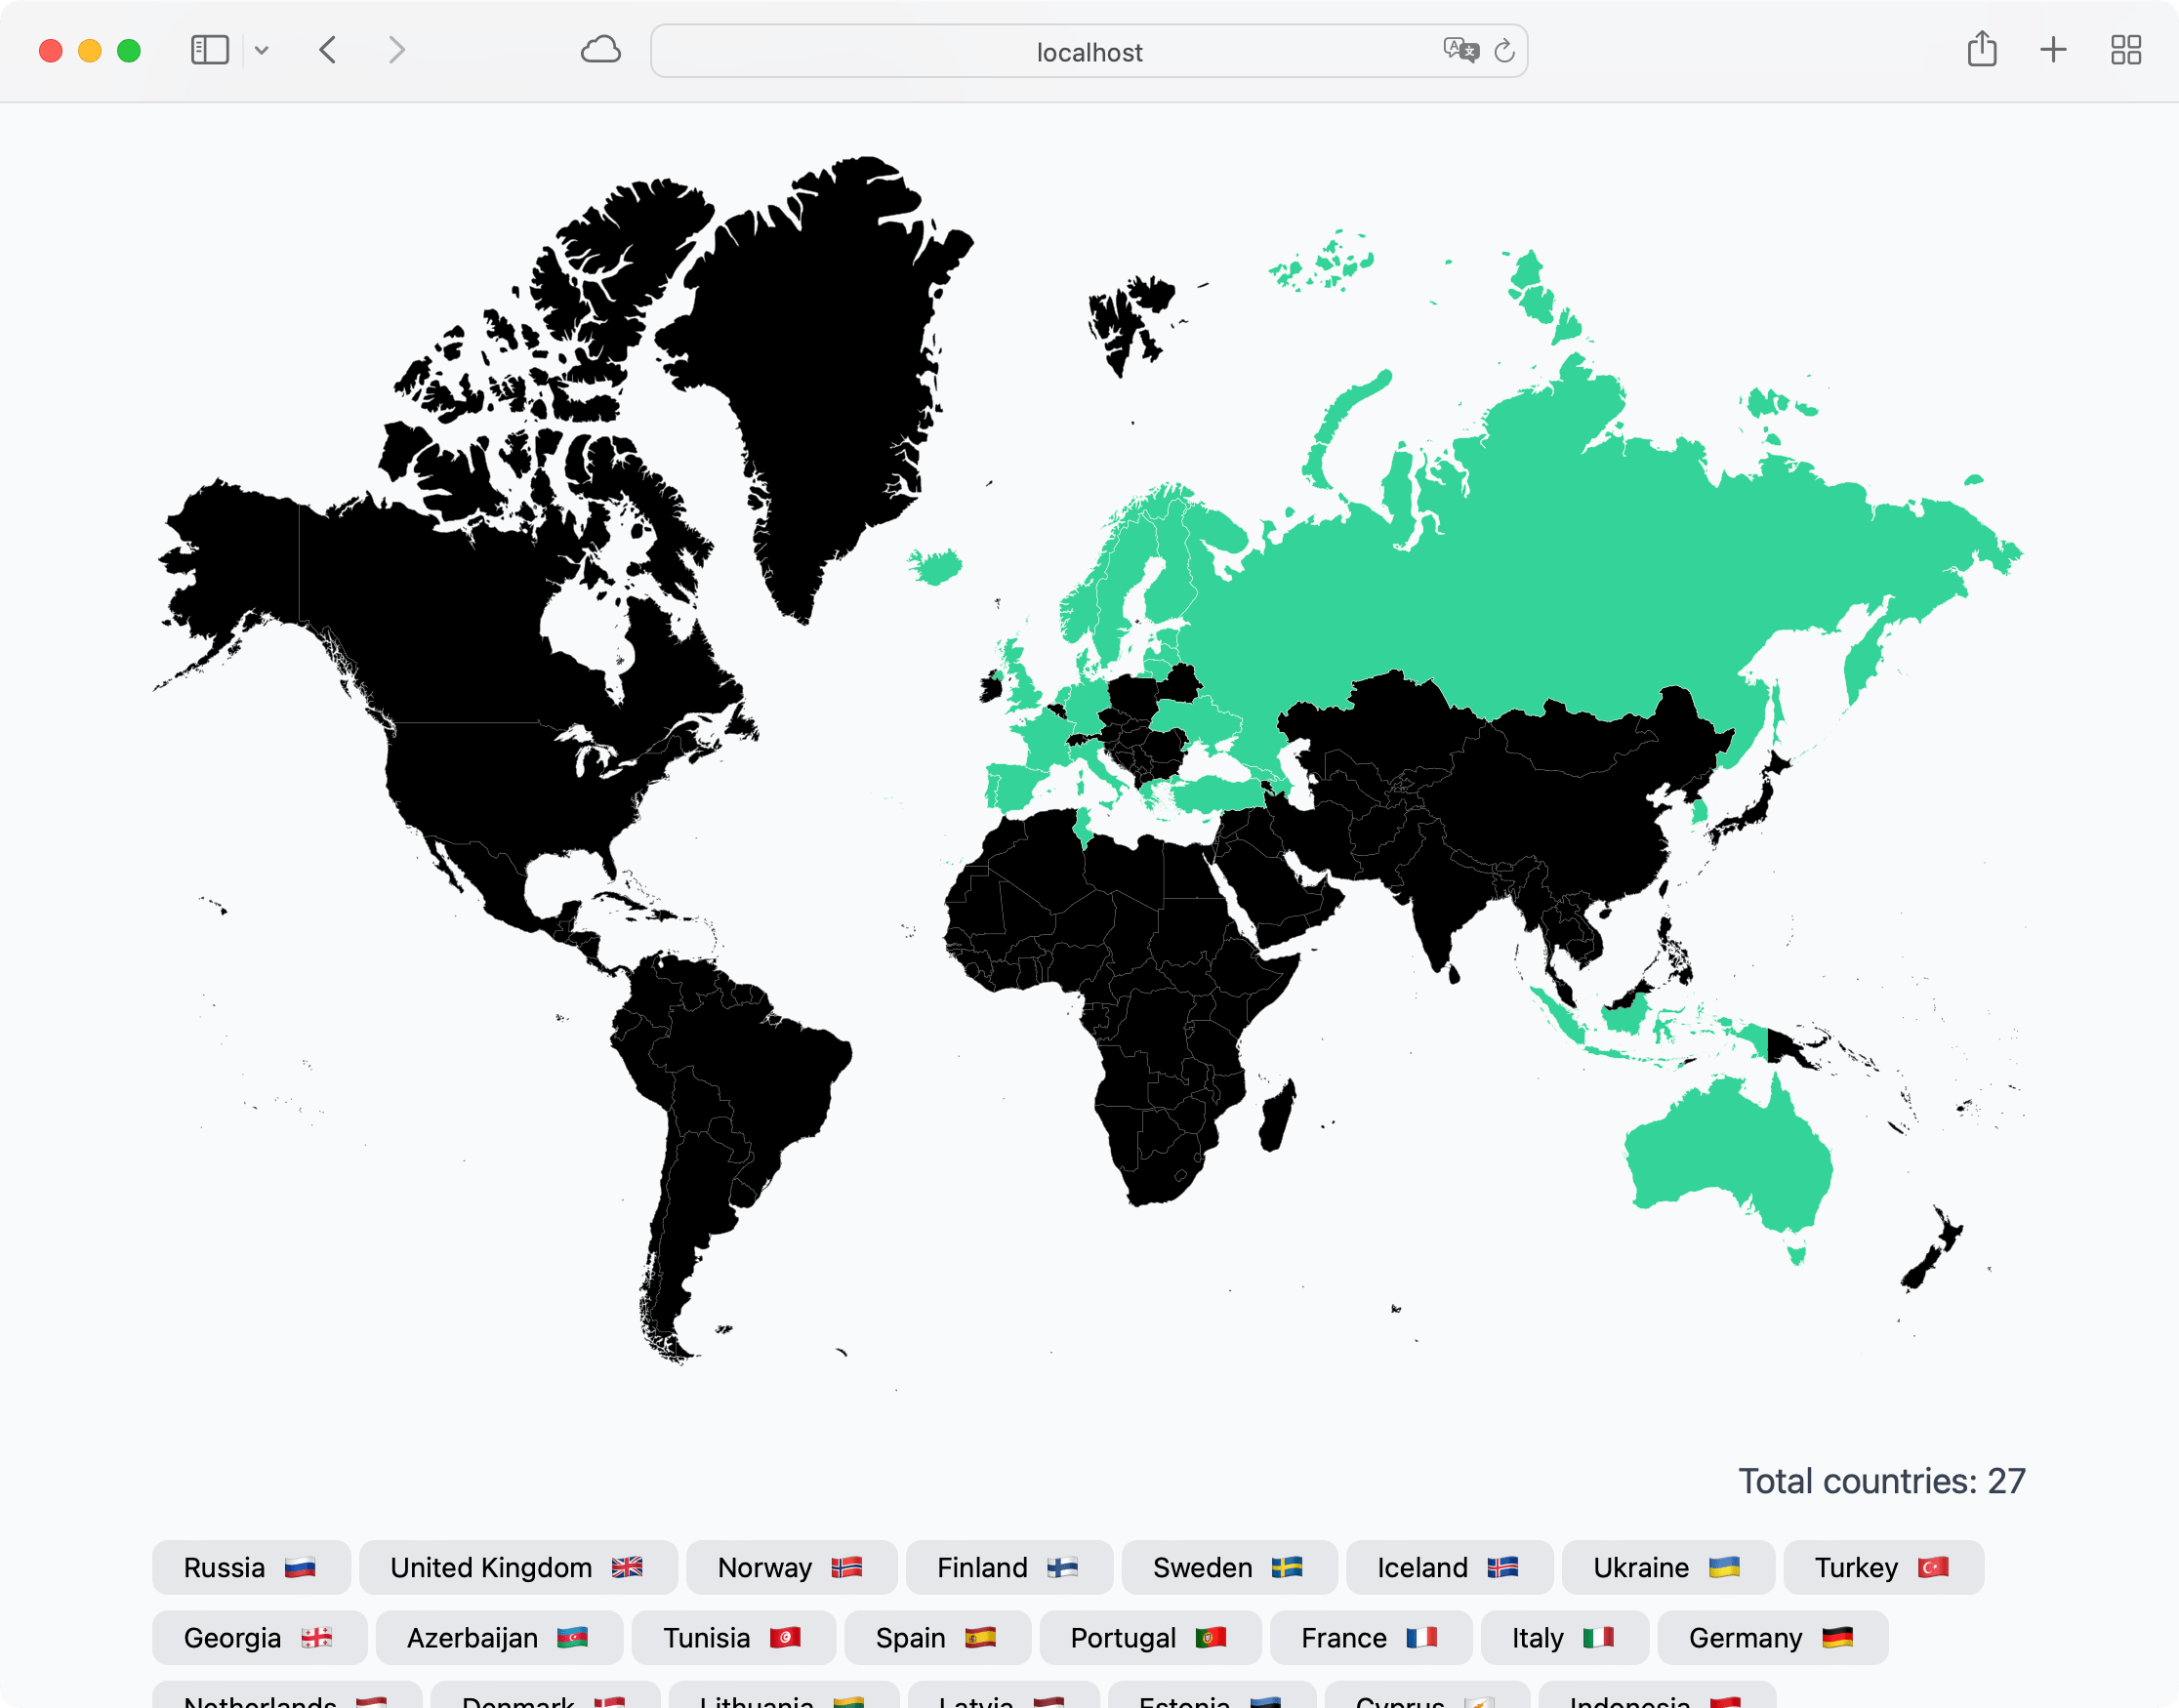 localhost
Total countries: 27
Russia 🇷🇺 United Kingdom 🇬🇧 Norway 🇳🇴 Finland 🇫🇮 Sweden 🇸🇪 Iceland 🇮🇸 Ukraine 🇺🇦 Turkey 🇹🇷
Georgia 🇬🇪 Azerbaijan 🇦🇿 Tunisia 🇹🇳 Spain 🇪🇸 Portugal 🇵🇹 France 🇫🇷 Italy 🇮🇹 Germany 🇩🇪
Netherlands 🇳🇱 Denmark 🇩🇰 Lithuania 🇱🇹 Latvia 🇱🇻 Estonia 🇪🇪 Cyprus 🇨🇾 Indonesia 🇮🇩